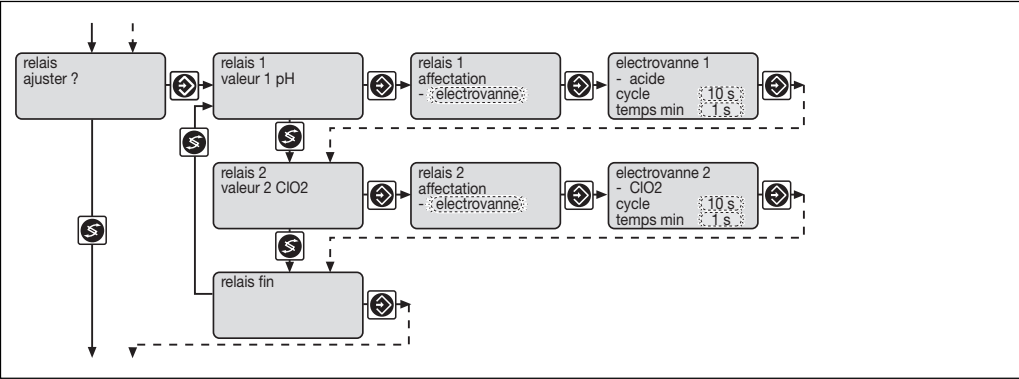 relais
ajuster ?
relais 1
valeur 1 pH
relais 1
affectation
- electrovanne
electrovanne 1
- acide
cycle 10 s
temps min 1 s
relais 2
valeur 2 ClO2
relais 2
affectation
- electrovanne
electrovanne 2
- ClO2
cycle 10 s
temps min 1 s
relais fin